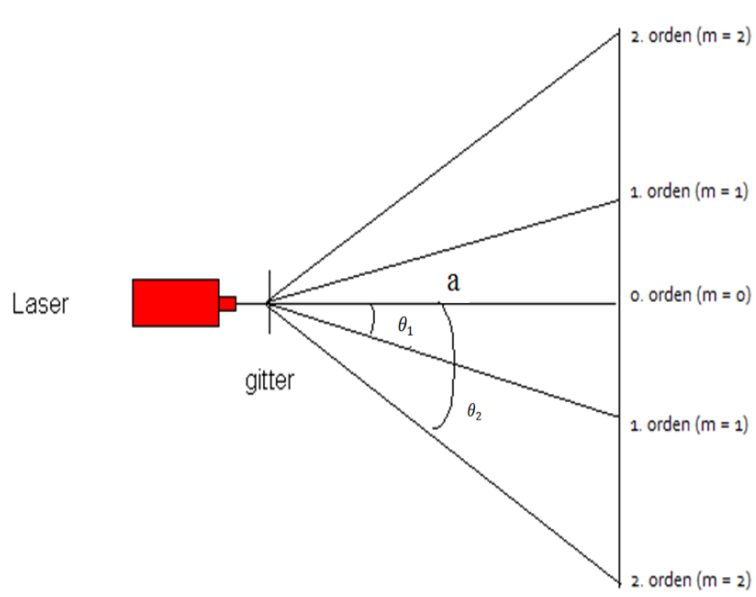 2. orden (m = 2)
1. orden (m = 1)
a
0. orden (m = 0)
Laser
θ₁
gitter
θ₂
1. orden (m = 1)
2. orden (m = 2)